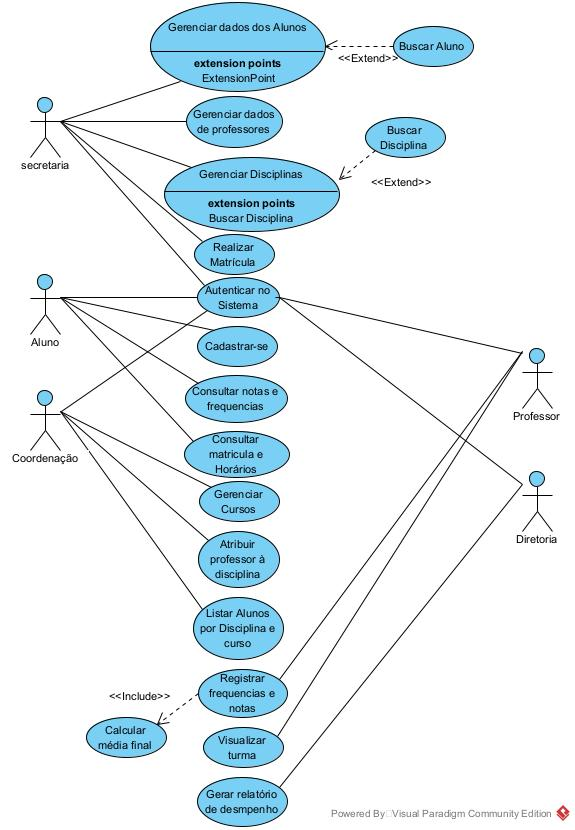 Gerenciar dados dos Alunos
extension points
ExtensionPoint
Buscar Aluno
<<Extend>>
Gerenciar dados
de professores
secretaria
Buscar
Disciplina
Gerenciar Disciplinas
extension points
Buscar Disciplina
<<Extend>>
Realizar
Matrícula
Autenticar no
Sistema
Aluno
Cadastrar-se
Consultar notas e
frequencias
Professor
Coordenação
Consultar
matricula e
Horários
Gerenciar
Cursos
Diretoria
Atribuir
professor à
disciplina
Listar Alunos
por Disciplina e
curso
Registrar
frequencias e
notas
<<Include>>
Calcular
média final
Visualizar
turma
Gerar relatório
de desmpenho
Powered By Visual Paradigm Community Edition